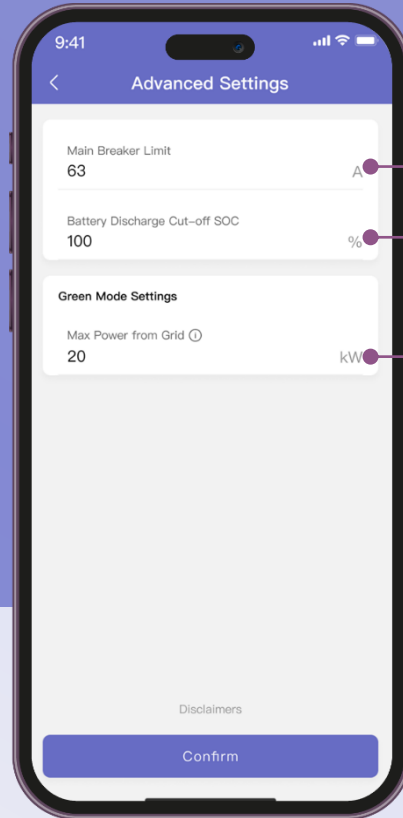 9:41
Advanced Settings
Main Breaker Limit
63 A
Battery Discharge Cut-off SOC
100 %
Green Mode Settings
Max Power from Grid
20 kW
Disclaimers
Confirm